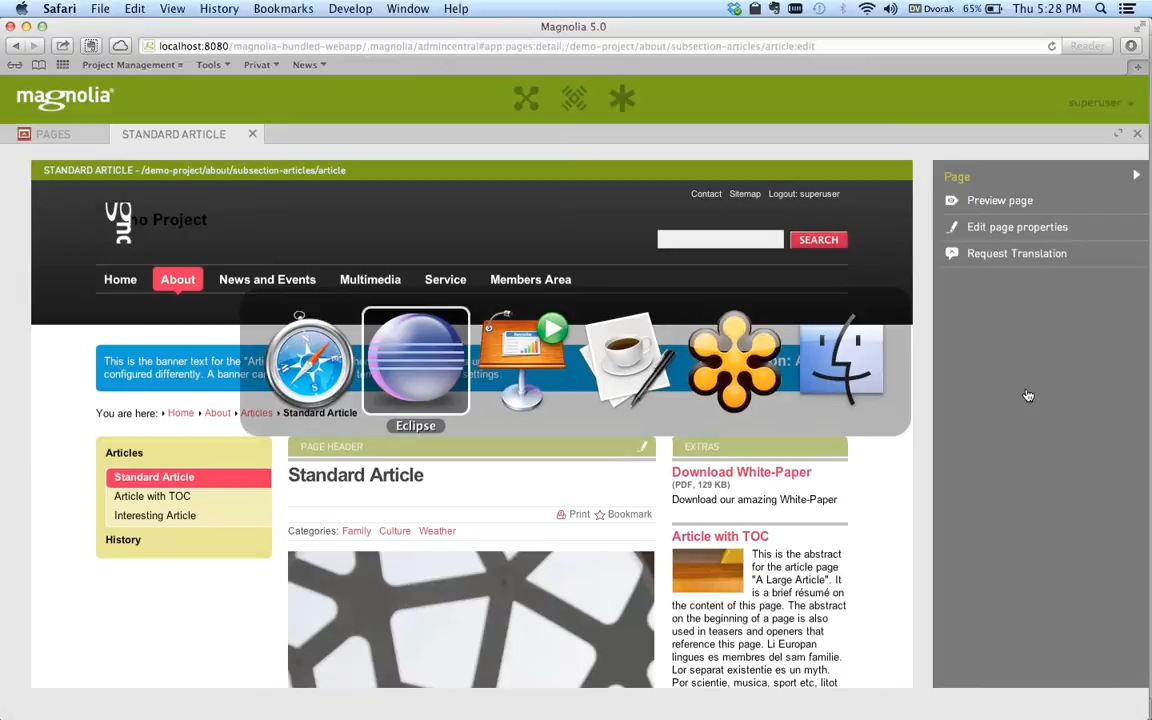 Safari File Edit View History Bookmarks Develop Window Help DV Dvorak 65% Thu 5:28 PM
Magnolia 5.0
localhost:8080/magnolia-bundled-webapp/.magnolia/admincentral#app:pages:detail;/demo-project/about/subsection-articles/article:edit Reader
Project Management Tools Privat News
magnolia superuser
PAGES STANDARD ARTICLE
STANDARD ARTICLE - /demo-project/about/subsection-articles/article
Page
Preview page
Edit page properties
Request Translation
Contact Sitemap Logout: superuser
Project
SEARCH
Home About News and Events Multimedia Service Members Area
This is the banner text for the
configured differently. A banner
You are here: Home About Articles Standard Article
Eclipse
Articles
Standard Article
Article with TOC
Interesting Article
History
PAGE HEADER
Standard Article
Print Bookmark
Categories: Family Culture Weather
EXTRAS
Download White-Paper
(PDF, 129 KB)
Download our amazing White-Paper
Article with TOC
This is the abstract
for the article page
"A Large Article". It
is a brief résumé on
the content of this page. The abstract
on the beginning of a page is also
used in teasers and openers that
reference this page. Li Europan
lingues es membres del sam familie.
Lor separat existentie es un myth.
Por scientie, musica, sport etc, litot